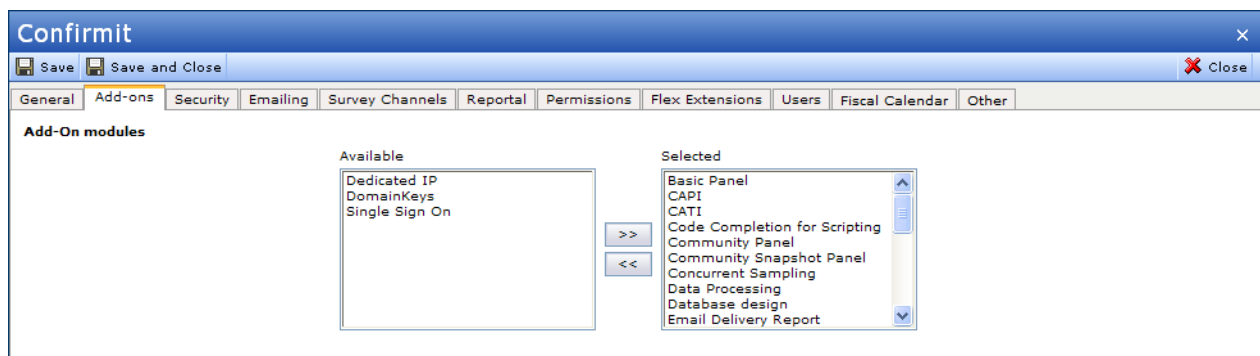 Confirmit
Save Save and Close Close
General Add-ons Security Emailing Survey Channels Reportal Permissions Flex Extensions Users Fiscal Calendar Other
Add-On modules
Available
Dedicated IP
DomainKeys
Single Sign On
>>
<<
Selected
Basic Panel
CAPI
CATI
Code Completion for Scripting
Community Panel
Community Snapshot Panel
Concurrent Sampling
Data Processing
Database design
Email Delivery Report